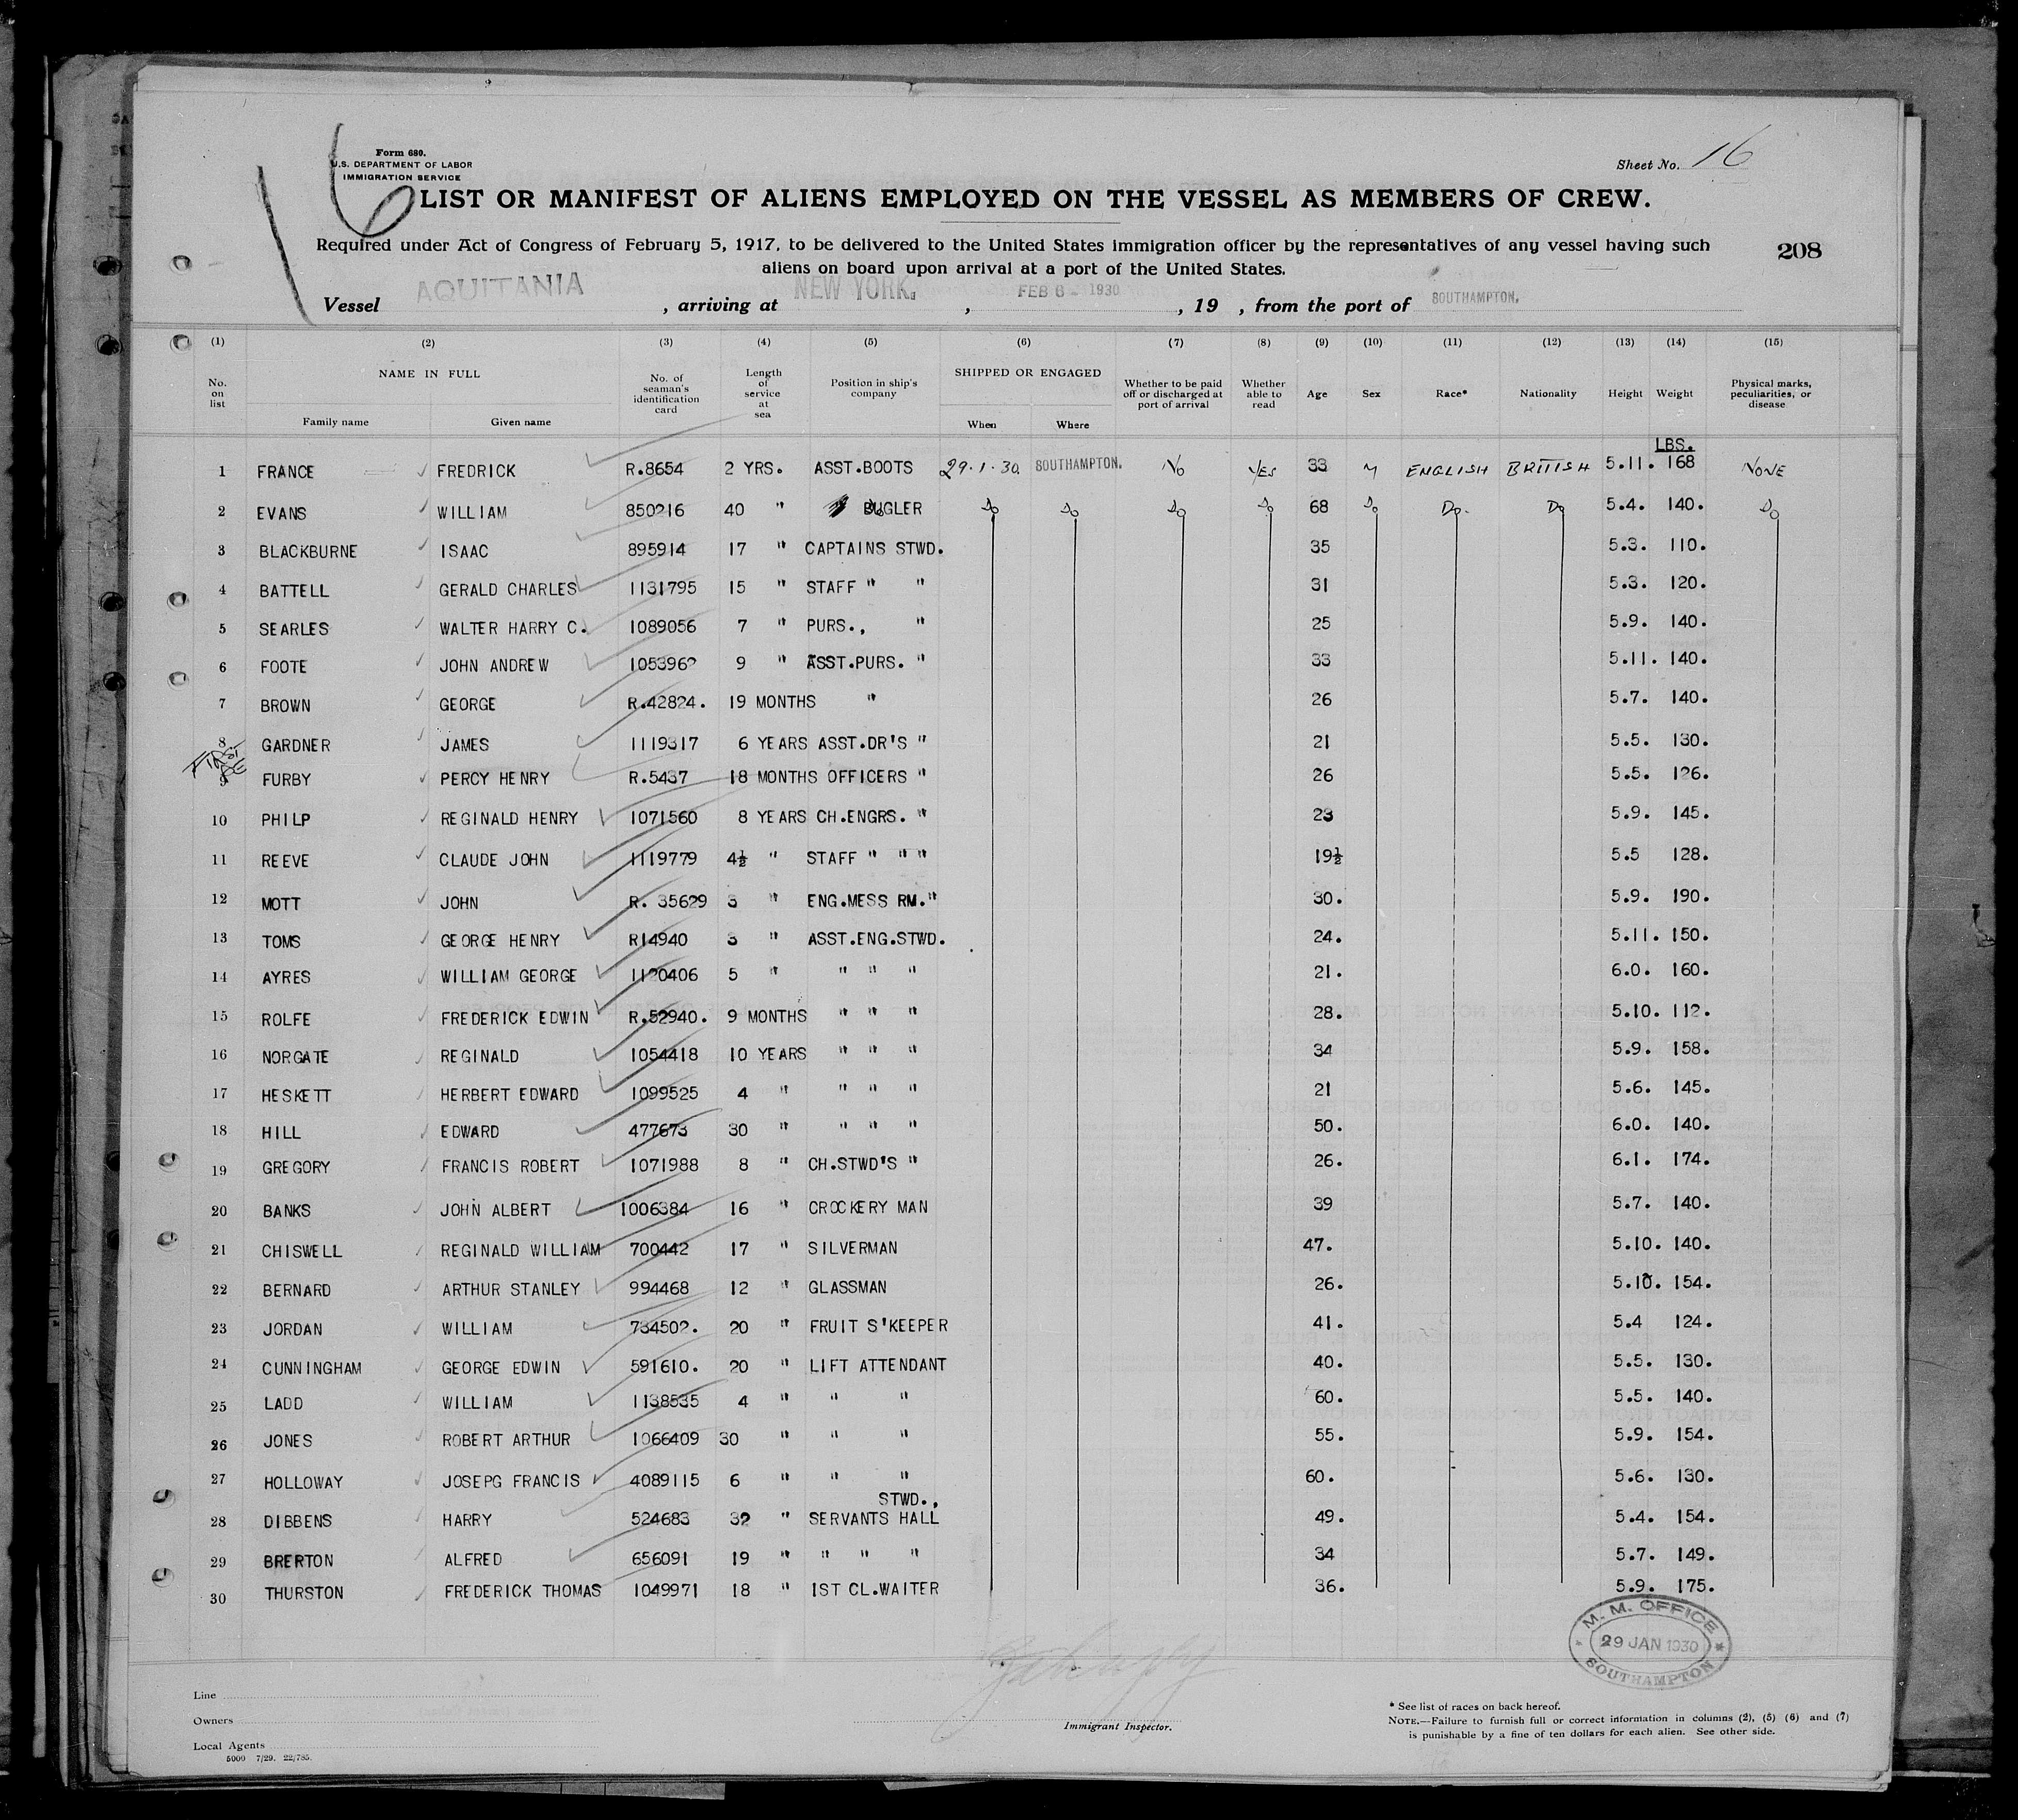 Form 680.
U.S. DEPARTMENT OF LABOR
IMMIGRATION SERVICE
16
Sheet No. 16
LIST OR MANIFEST OF ALIENS EMPLOYED ON THE VESSEL AS MEMBERS OF CREW.
Required under Act of Congress of February 5, 1917, to be delivered to the United States immigration officer by the representatives of any vessel having such
aliens on board upon arrival at a port of the United States.
208
Vessel AQUITANIA , arriving at NEW YORK. , FEB 6 - 1930 , 19 , from the port of SOUTHAMPTON.
(1) (2) (3) (4) (5) (6) (7) (8) (9) (10) (11) (12) (13) (14) (15)
No. on list NAME IN FULL Family name Given name No. of seaman's identification card Length of service at sea Position in ship's company SHIPPED OR ENGAGED When Where Whether to be paid off or discharged at port of arrival Whether able to read Age Sex Race* Nationality Height Weight Physical marks, peculiarities, or disease
LBS.
1 FRANCE FREDRICK R.8654 2 YRS. ASST.BOOTS 29.1.30. SOUTHAMPTON. No YES 33 M ENGLISH BRITISH 5.11. 168 NONE
2 EVANS WILLIAM 850216 40 " BUGLER Do Do Do Do 68 Do Do. Do 5.4. 140. Do
3 BLACKBURNE ISAAC 895914 17 " CAPTAINS STWD. 35 5.3. 110.
4 BATTELL GERALD CHARLES 1131795 15 " STAFF " " 31 5.3. 120.
5 SEARLES WALTER HARRY C. 1089056 7 " PURS., " 25 5.9. 140.
6 FOOTE JOHN ANDREW 1053962 9 " ASST.PURS. " 33 5.11. 140.
7 BROWN GEORGE R.42824. 19 MONTHS " 26 5.7. 140.
8 GARDNER JAMES 1119317 6 YEARS ASST.DR'S " 21 5.5. 130.
9 FURBY PERCY HENRY R.5437 18 MONTHS OFFICERS " 26 5.5. 126.
10 PHILP REGINALD HENRY 1071560 8 YEARS CH.ENGRS. " 23 5.9. 145.
11 REEVE CLAUDE JOHN 1119779 4½ " STAFF " " " 19½ 5.5 128.
12 MOTT JOHN R. 35629 3 " ENG.MESS RM." 30. 5.9. 190.
13 TOMS GEORGE HENRY R14940 3 " ASST.ENG.STWD. 24. 5.11. 150.
14 AYRES WILLIAM GEORGE 1120406 5 " " " " 21. 6.0. 160.
15 ROLFE FREDERICK EDWIN R.52940. 9 MONTHS " " " 28. 5.10. 112.
16 NORGATE REGINALD 1054418 10 YEARS " " " 34 5.9. 158.
17 HESKETT HERBERT EDWARD 1099525 4 " " " " 21 5.6. 145.
18 HILL EDWARD 477673 30 " " " " 50. 6.0. 140.
19 GREGORY FRANCIS ROBERT 1071988 8 " CH.STWD'S " 26. 6.1. 174.
20 BANKS JOHN ALBERT 1006384 16 " CROCKERY MAN 39 5.7. 140.
21 CHISWELL REGINALD WILLIAM 700442 17 " SILVERMAN 47. 5.10. 140.
22 BERNARD ARTHUR STANLEY 994468 12 " GLASSMAN 26. 5.10. 154.
23 JORDAN WILLIAM 734502. 20 " FRUIT S'KEEPER 41. 5.4 124.
24 CUNNINGHAM GEORGE EDWIN 591610. 20 " LIFT ATTENDANT 40. 5.5. 130.
25 LADD WILLIAM 1138535 4 " " " 60. 5.5. 140.
26 JONES ROBERT ARTHUR 1066409 30 " " " 55. 5.9. 154.
27 HOLLOWAY JOSEPG FRANCIS 4089115 6 " " " 60. 5.6. 130.
STWD.,
28 DIBBENS HARRY 524683 32 " SERVANTS HALL 49. 5.4. 154.
29 BRERTON ALFRED 656091 19 " " " " 34 5.7. 149.
30 THURSTON FREDERICK THOMAS 1049971 18 " 1ST CL.WAITER 36. 5.9. 175.
M. M. OFFICE
29 JAN 1930
SOUTHAMPTON
Line
Owners
Local Agents
5000 7/29. 22/785.
Immigrant Inspector.
* See list of races on back hereof.
NOTE.—Failure to furnish full or correct information in columns (2), (5) (6) and (7)
is punishable by a fine of ten dollars for each alien. See other side.